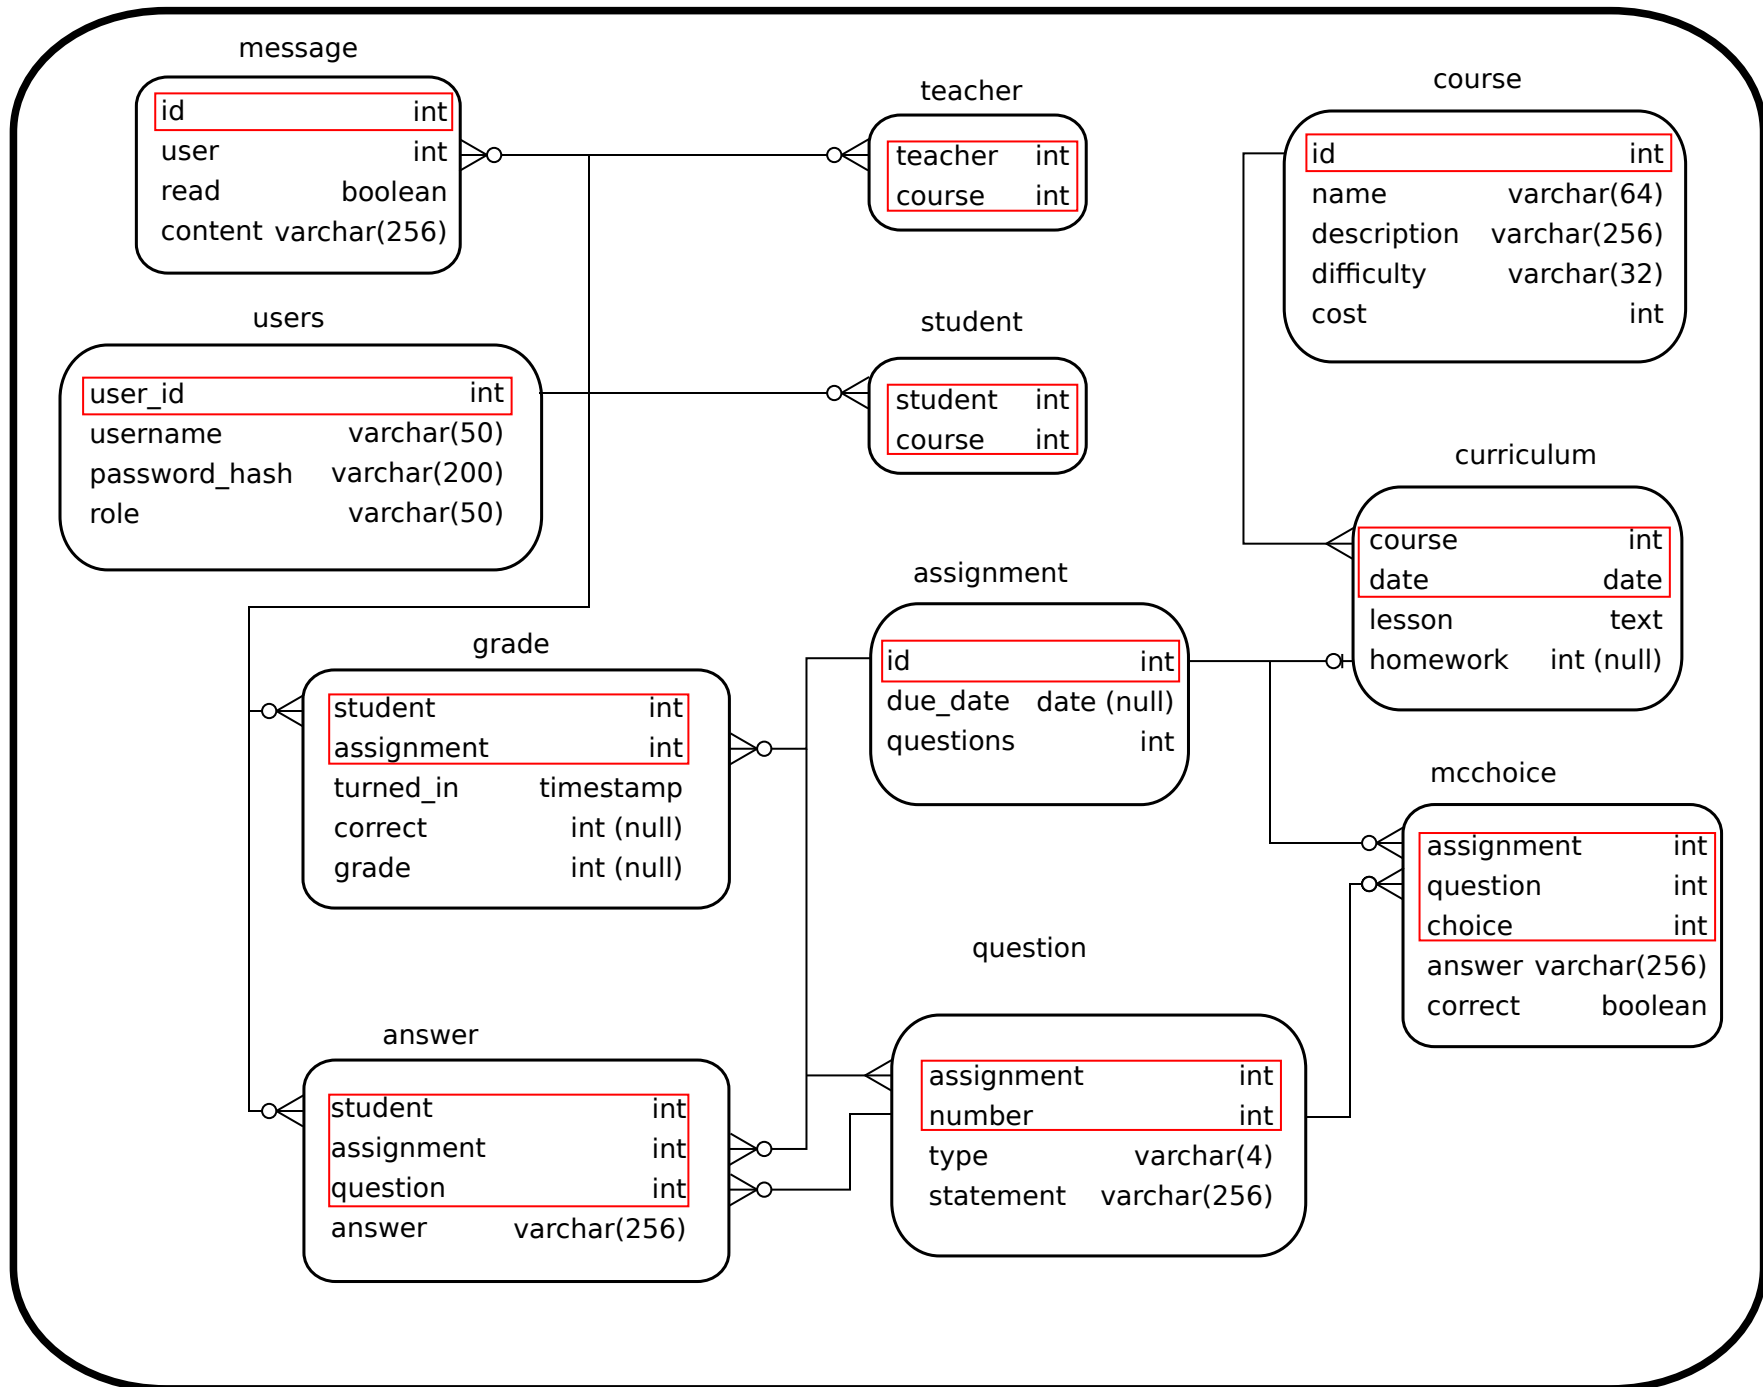 message
id int
user int
read boolean
content varchar(256)
teacher
teacher int
course int
course
id int
name varchar(64)
description varchar(256)
difficulty varchar(32)
cost int
users
user_id int
username varchar(50)
password_hash varchar(200)
role varchar(50)
student
student int
course int
curriculum
course int
date date
lesson text
homework int (null)
assignment
id int
due_date date (null)
questions int
grade
student int
assignment int
turned_in timestamp
correct int (null)
grade int (null)
mcchoice
assignment int
question int
choice int
answer varchar(256)
correct boolean
question
assignment int
number int
type varchar(4)
statement varchar(256)
answer
student int
assignment int
question int
answer varchar(256)